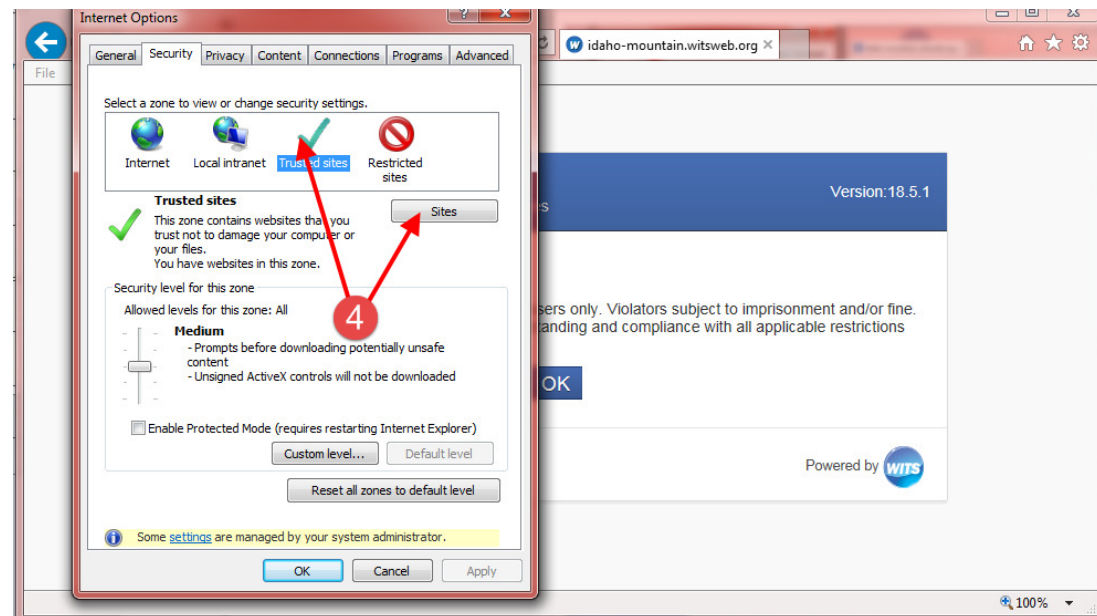 Internet Options
idaho-mountain.witsweb.org
General Security Privacy Content Connections Programs Advanced
File
Select a zone to view or change security settings.
Internet Local intranet Trusted sites Restricted sites
Trusted sites
Sites
This zone contains websites that you
trust not to damage your computer or
your files.
You have websites in this zone.
Security level for this zone
Allowed levels for this zone: All
Medium
- Prompts before downloading potentially unsafe
content
- Unsigned ActiveX controls will not be downloaded
4
Enable Protected Mode (requires restarting Internet Explorer)
Custom level... Default level
Reset all zones to default level
Some settings are managed by your system administrator.
OK Cancel Apply
Version:18.5.1
sers only. Violators subject to imprisonment and/or fine.
tanding and compliance with all applicable restrictions
OK
Powered by WITS
100%